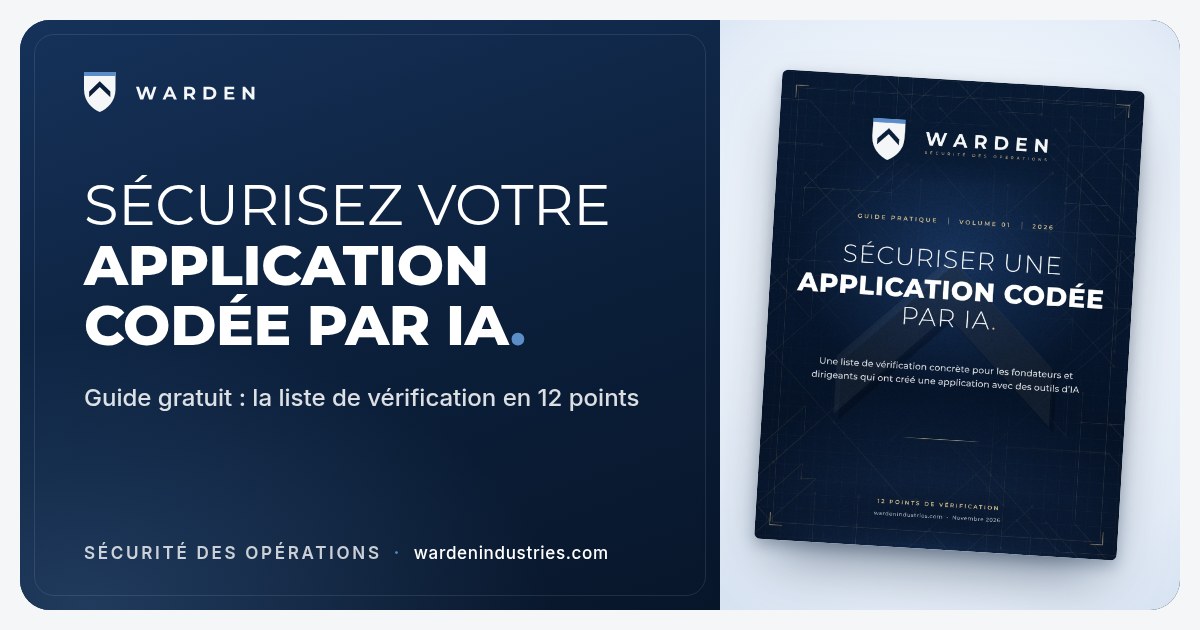 WARDEN
SÉCURISEZ VOTRE
APPLICATION
CODÉE PAR IA.
Guide gratuit : la liste de vérification en 12 points
SÉCURITÉ DES OPÉRATIONS · wardenindustries.com
WARDEN
SÉCURITÉ DES OPÉRATIONS
GUIDE PRATIQUE | VOLUME 01 | 2026
SÉCURISER UNE
APPLICATION CODÉE
PAR IA.
Une liste de vérification concrète pour les fondateurs et
dirigeants qui ont créé une application avec des outils d'IA
12 POINTS DE VÉRIFICATION
wardenindustries.com - Novembre 2026